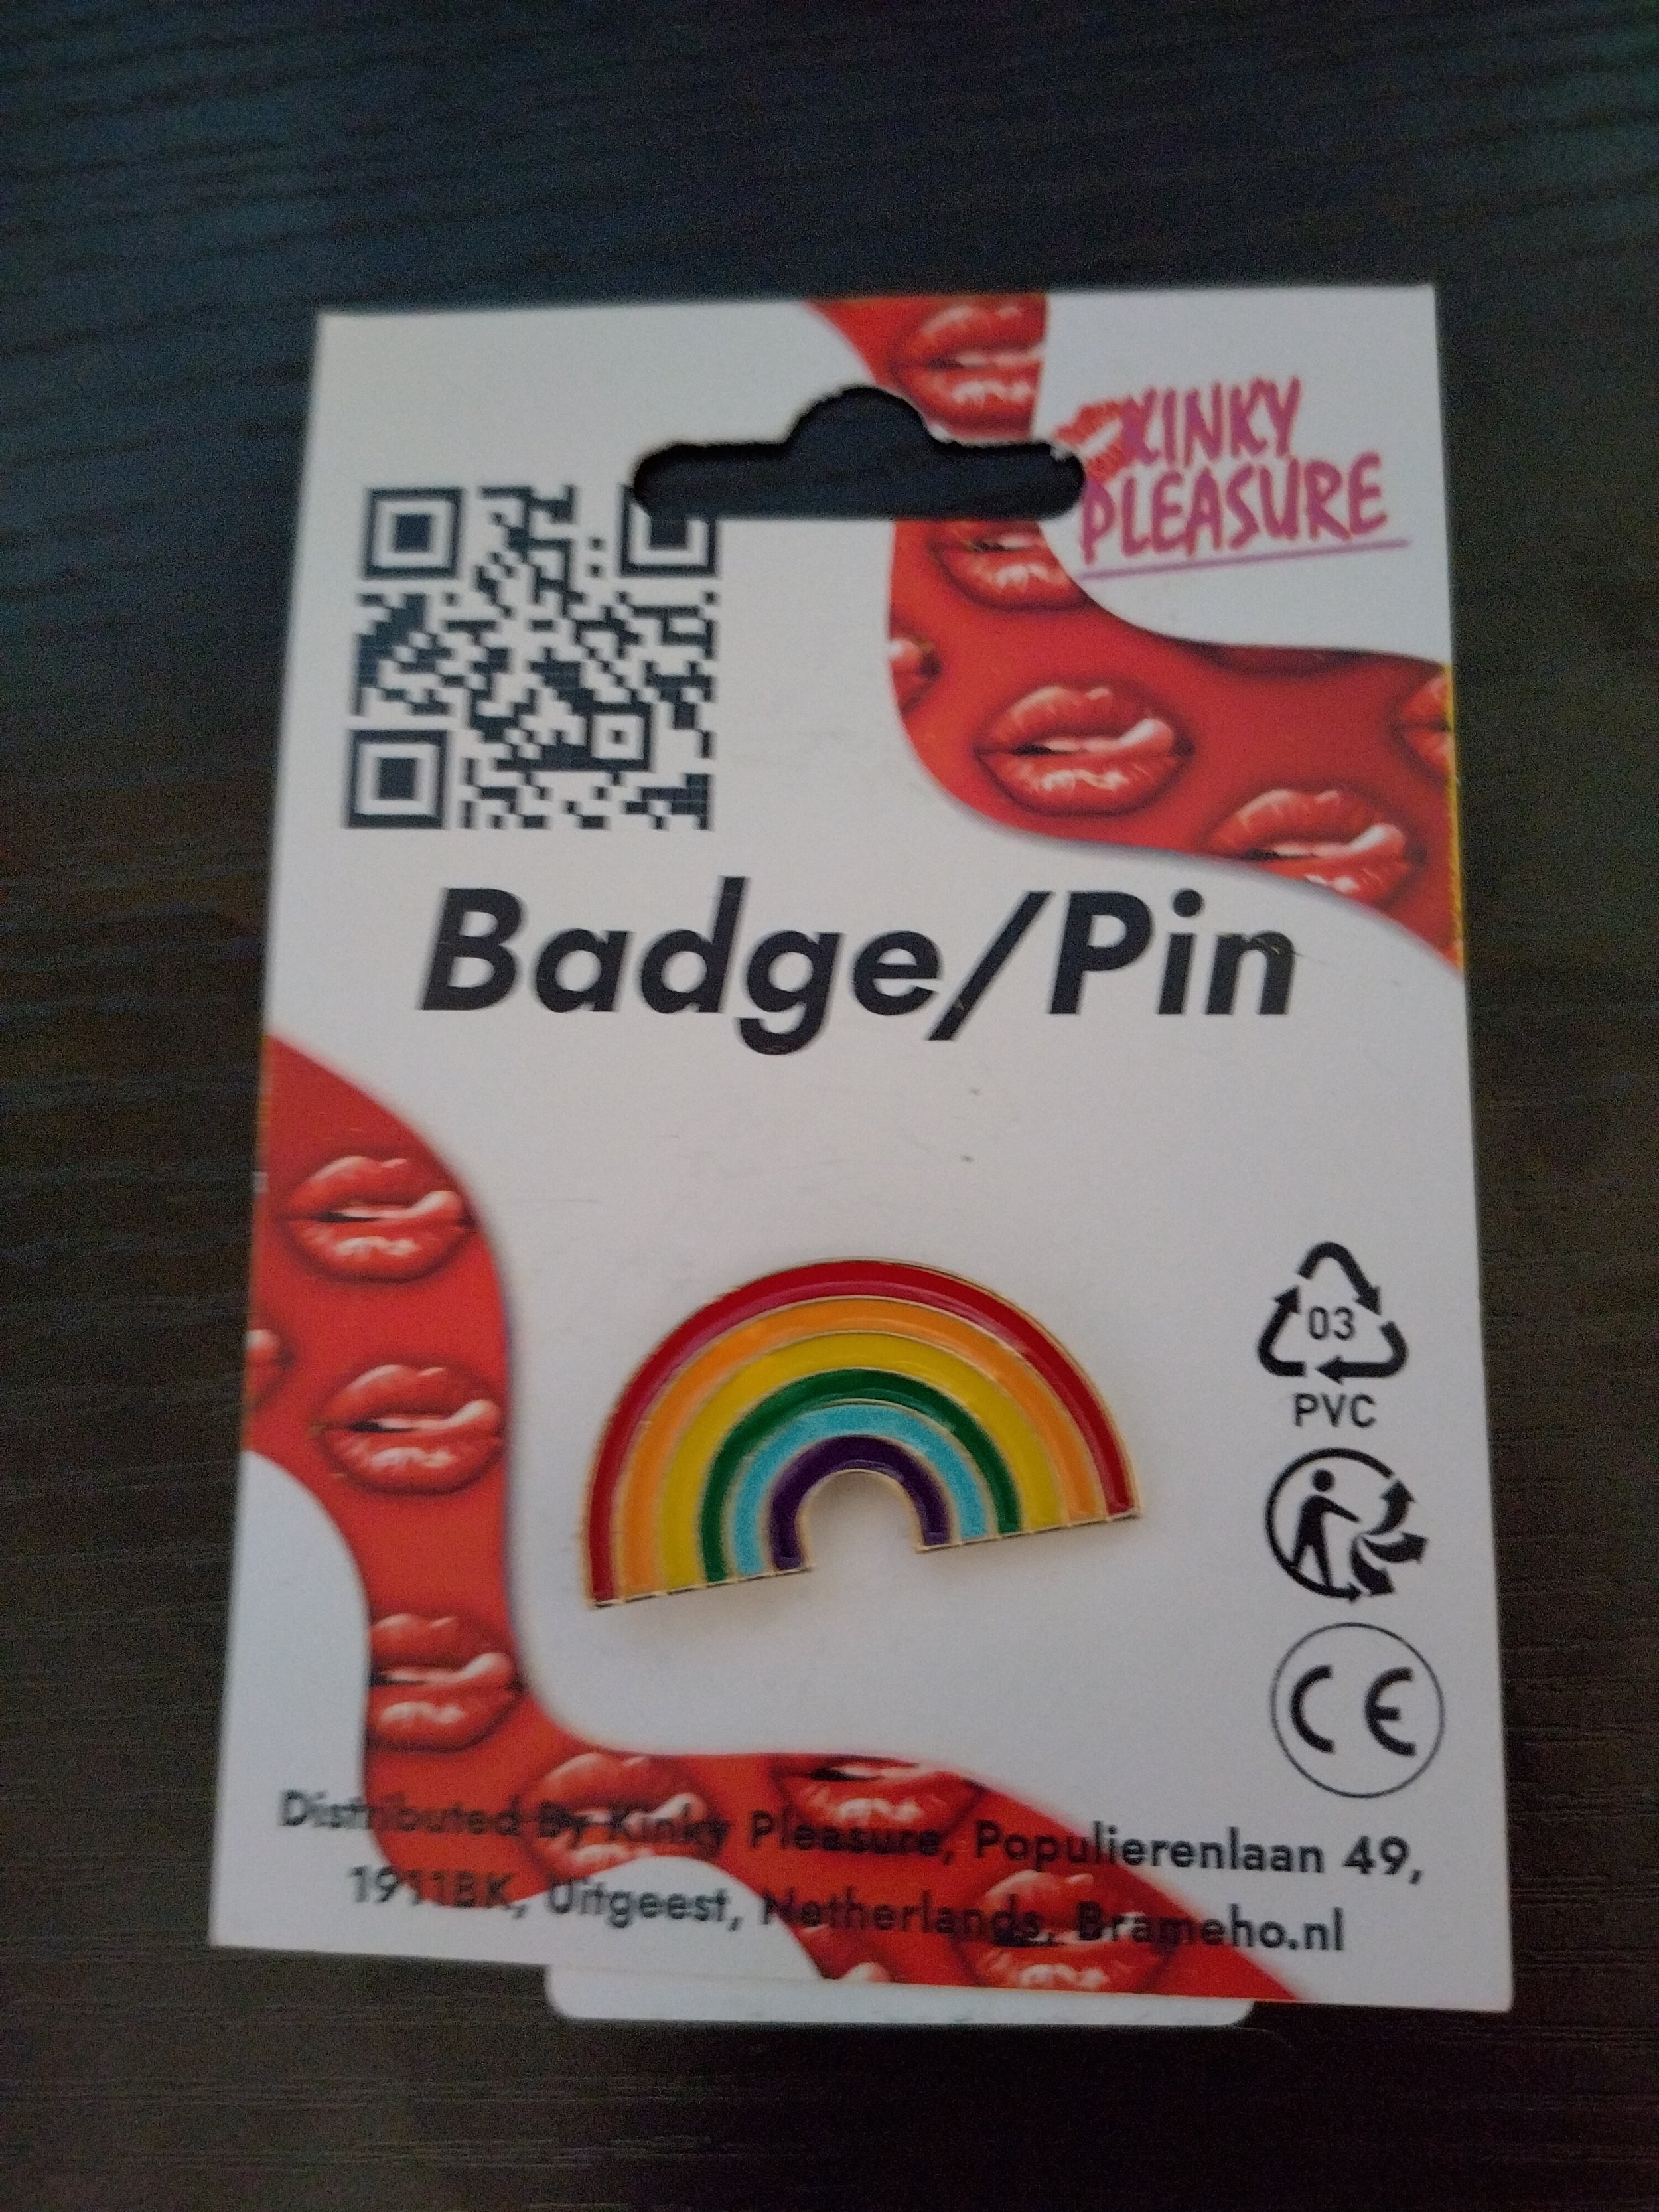 KINKY
PLEASURE
Badge/Pin
03
PVC
CE
Distributed By Kinky Pleasure, Populierenlaan 49,
1911BK, Uitgeest, Netherlands, Brameho.nl